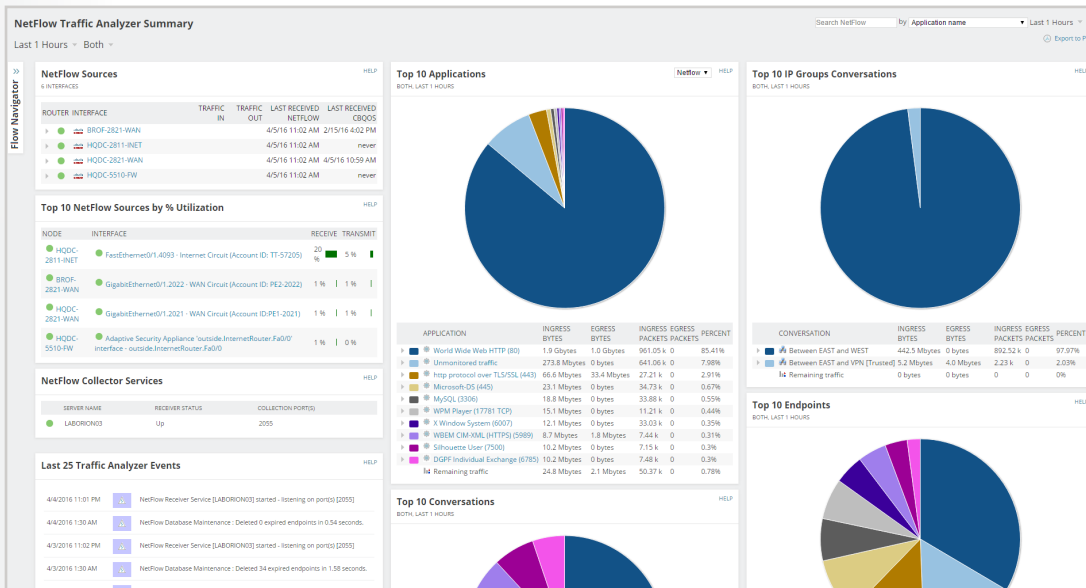 NetFlow Traffic Analyzer Summary
Search NetFlow by Application name Last 1 Hours
Last 1 Hours Both
Export to P
Flow Navigator
NetFlow Sources HELP
6 INTERFACES
ROUTER INTERFACE TRAFFIC IN TRAFFIC OUT LAST RECEIVED NETFLOW LAST RECEIVED CBQOS
BROF-2821-WAN 4/5/16 11:02 AM 2/15/16 4:02 PM
HQDC-2811-INET 4/5/16 11:02 AM never
HQDC-2821-WAN 4/5/16 11:02 AM 4/5/16 10:59 AM
HQDC-5510-FW 4/5/16 11:02 AM never
Top 10 NetFlow Sources by % Utilization HELP
NODE INTERFACE RECEIVE TRANSMIT
HQDC-2811-INET FastEthernet0/1.4093 · Internet Circuit (Account ID: TT-57205) 20 % 5 %
BROF-2821-WAN GigabitEthernet0/1.2022 · WAN Circuit (Account ID: PE2-2022) 1 % 1 %
HQDC-2821-WAN GigabitEthernet0/1.2021 · WAN Circuit (Account ID:PE1-2021) 1 % 1 %
HQDC-5510-FW Adaptive Security Appliance 'outside.InternetRouter.Fa0/0' interface - outside.InternetRouter.Fa0/0 1 % 0 %
NetFlow Collector Services HELP
SERVER NAME RECEIVER STATUS COLLECTION PORT(S)
LABORION03 Up 2055
Last 25 Traffic Analyzer Events HELP
4/4/2016 11:01 PM NetFlow Receiver Service [LABORION03] started - listening on port(s) [2055]
4/4/2016 1:30 AM NetFlow Database Maintenance : Deleted 0 expired endpoints in 0.54 seconds.
4/3/2016 11:02 PM NetFlow Receiver Service [LABORION03] started - listening on port(s) [2055]
4/3/2016 1:30 AM NetFlow Database Maintenance : Deleted 34 expired endpoints in 1.58 seconds.
Top 10 Applications Netflow HELP
BOTH, LAST 1 HOURS
APPLICATION INGRESS BYTES EGRESS BYTES INGRESS PACKETS EGRESS PACKETS PERCENT
World Wide Web HTTP (80) 1.9 Gbytes 1.0 Gbytes 961.05 k 0 85.41%
Unmonitored traffic 273.8 Mbytes 0 bytes 641.06 k 0 7.98%
http protocol over TLS/SSL (443) 66.6 Mbytes 33.4 Mbytes 27.21 k 0 2.91%
Microsoft-DS (445) 23.1 Mbytes 0 bytes 34.73 k 0 0.67%
MySQL (3306) 18.8 Mbytes 0 bytes 33.88 k 0 0.55%
WPM Player (17781 TCP) 15.1 Mbytes 0 bytes 11.21 k 0 0.44%
X Window System (6007) 12.1 Mbytes 0 bytes 33.03 k 0 0.35%
WBEM CIM-XML (HTTPS) (5989) 8.7 Mbytes 1.8 Mbytes 7.44 k 0 0.31%
Silhouette User (7500) 10.2 Mbytes 0 bytes 7.15 k 0 0.3%
DGPF Individual Exchange (6785) 10.2 Mbytes 0 bytes 7.48 k 0 0.3%
Remaining traffic 24.8 Mbytes 2.1 Mbytes 50.37 k 0 0.78%
Top 10 Conversations HELP
BOTH, LAST 1 HOURS
Top 10 IP Groups Conversations HEL
BOTH, LAST 1 HOURS
CONVERSATION INGRESS BYTES EGRESS BYTES INGRESS PACKETS EGRESS PACKETS PERCENT
Between EAST and WEST 442.5 Mbytes 0 bytes 892.52 k 0 97.97%
Between EAST and VPN [Trusted] 5.2 Mbytes 4.0 Mbytes 2.23 k 0 2.03%
Remaining traffic 0 bytes 0 bytes 0 0 0%
Top 10 Endpoints HEL
BOTH, LAST 1 HOURS